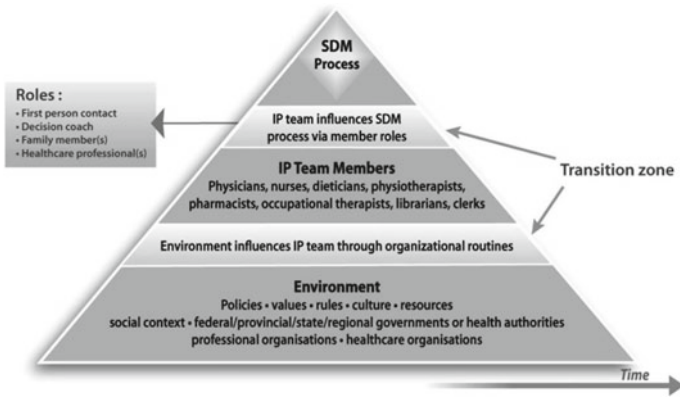 SDM
Process
Roles :
• First person contact
• Decision coach
• Family member(s)
• Healthcare professional(s)
IP team influences SDM
process via member roles
Transition zone
IP Team Members
Physicians, nurses, dieticians, physiotherapists,
pharmacists, occupational therapists, librarians, clerks
Environment influences IP team through organizational routines
Environment
Policies • values • rules • culture • resources
social context • federal/provincial/state/regional governments or health authorities
professional organisations • healthcare organisations
Time